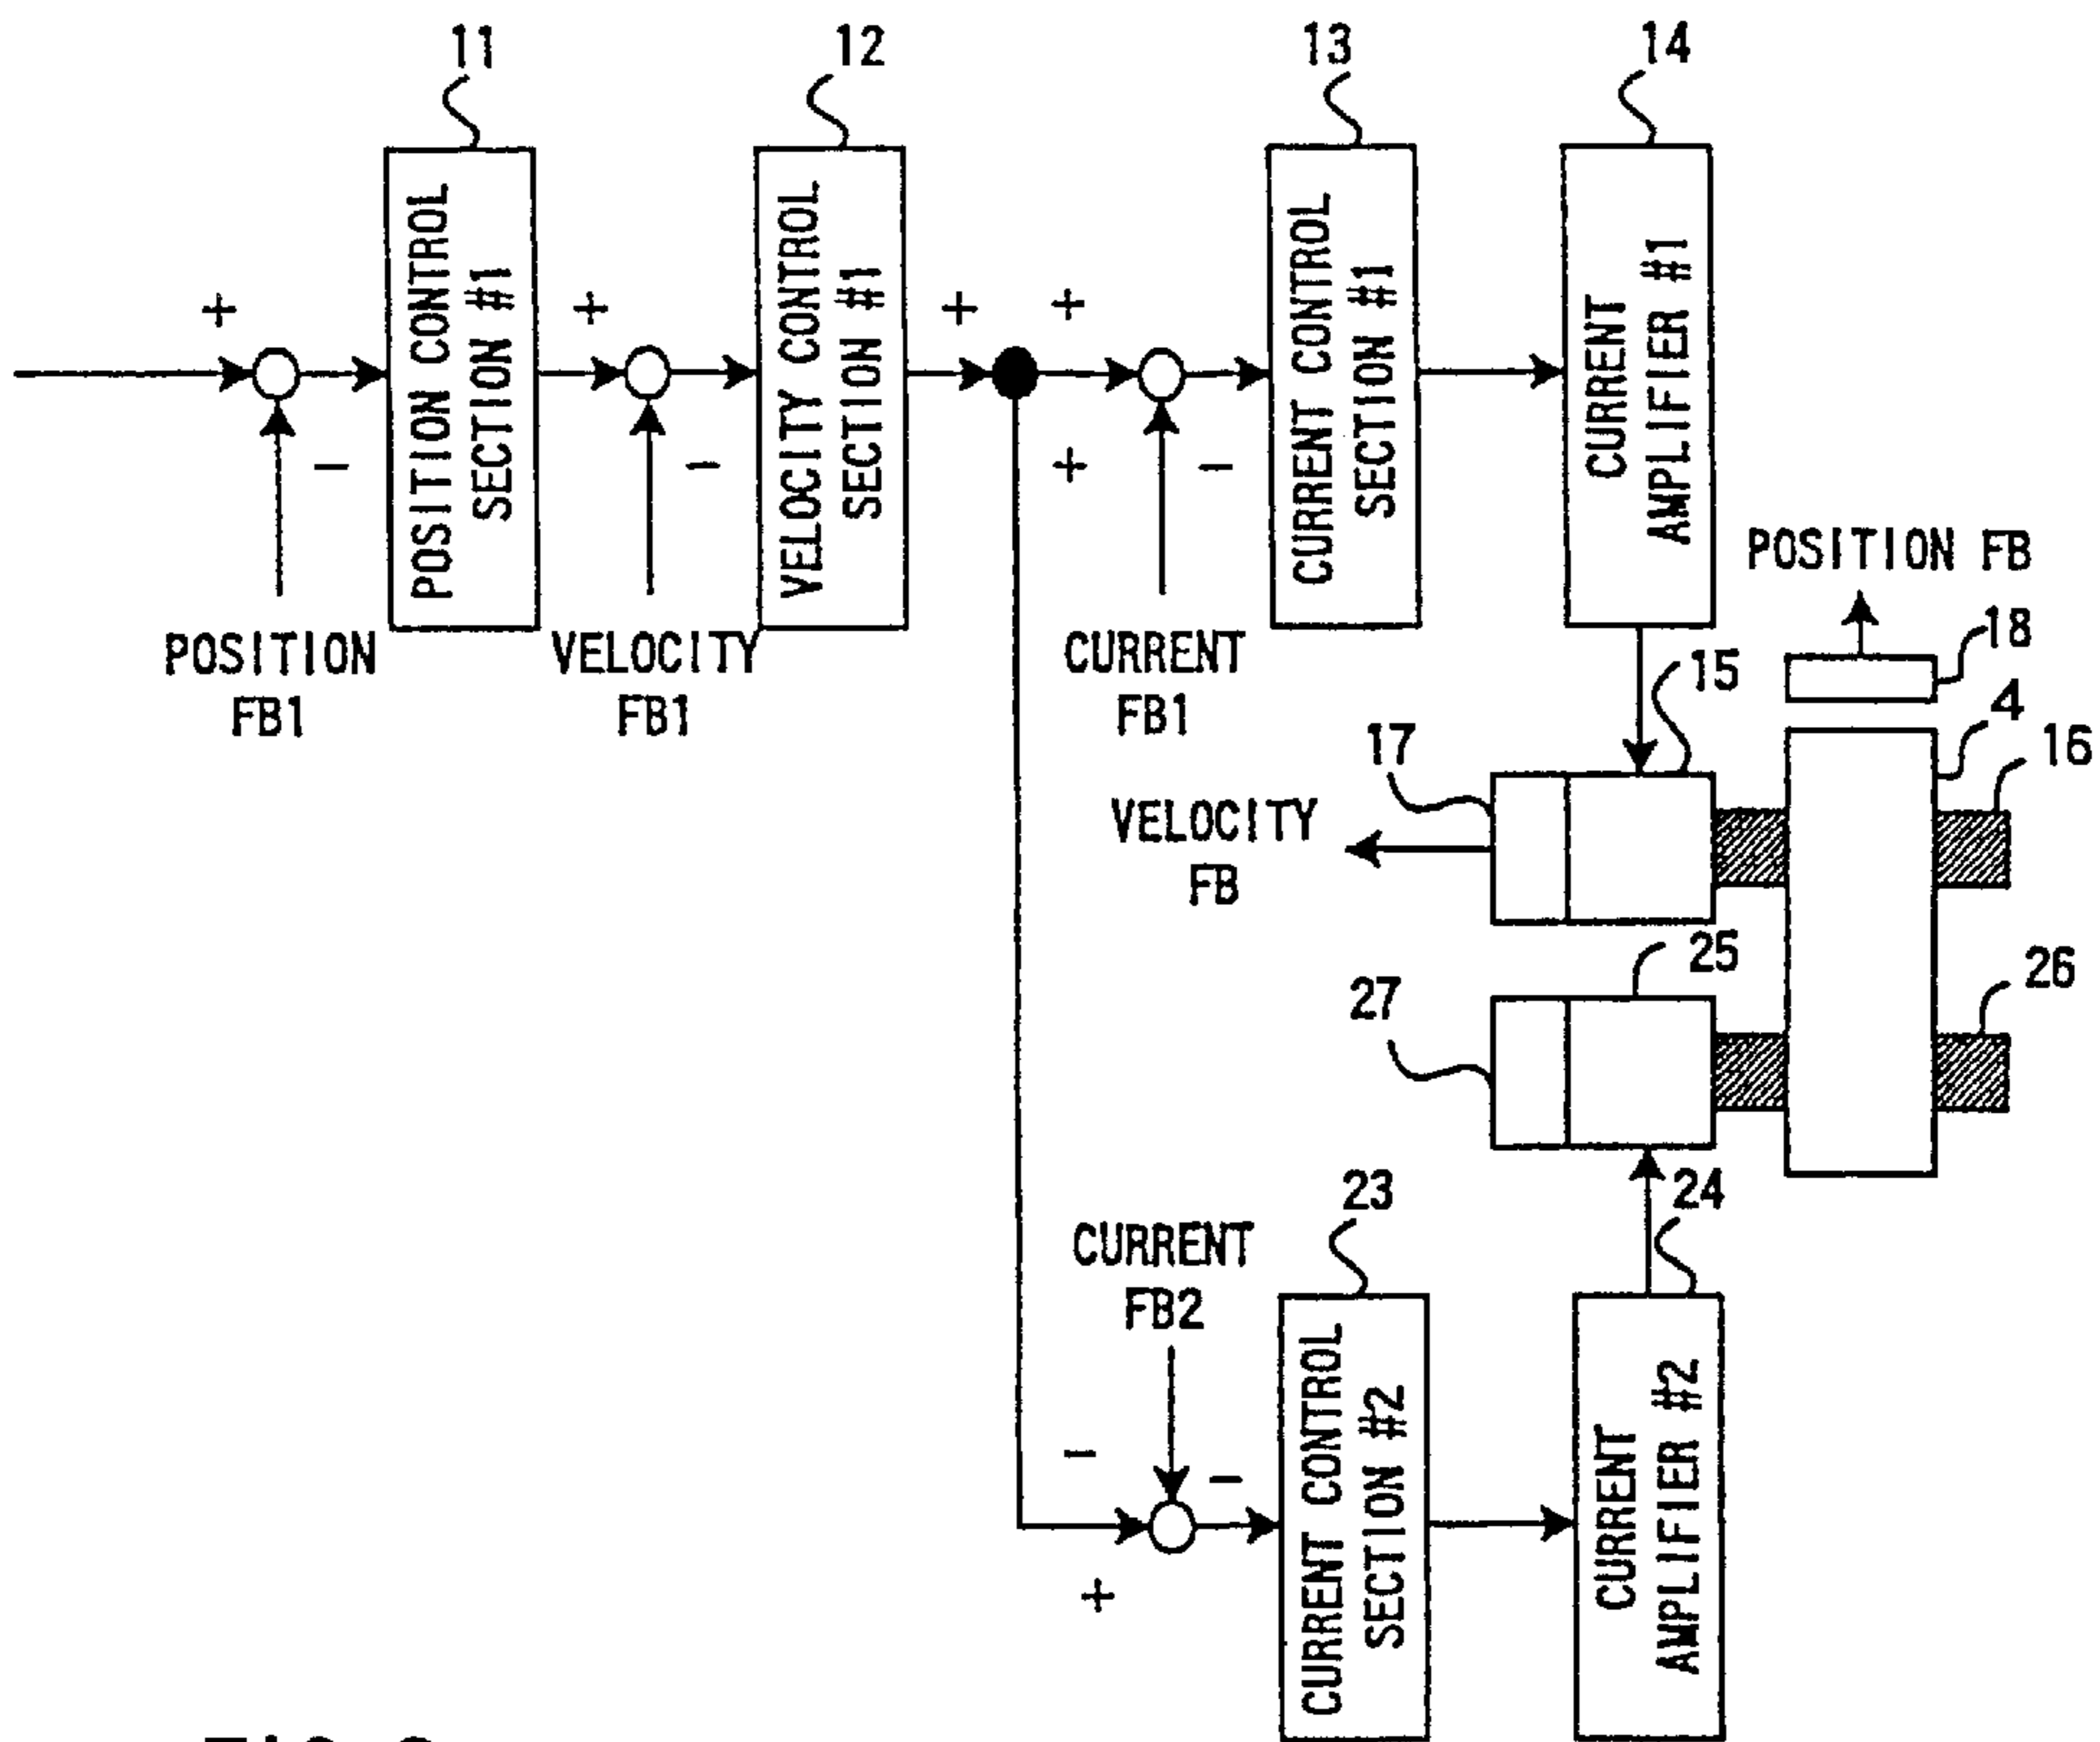 11
12
13
14
+
+
+
+
POSITION CONTROL
SECTION #1
VELOCITY CONTROL
SECTION #1
CURRENT CONTROL
SECTION #1
CURRENT
AMPLIFIER #1
−
−
+
−
POSITION FB
POSITION
FB1
VELOCITY
FB1
CURRENT
FB1
15
18
4
17
16
VELOCITY
FB
25
26
27
23
24
CURRENT
FB2
−
−
+
CURRENT CONTROL
SECTION #2
CURRENT
AMPLIFIER #2